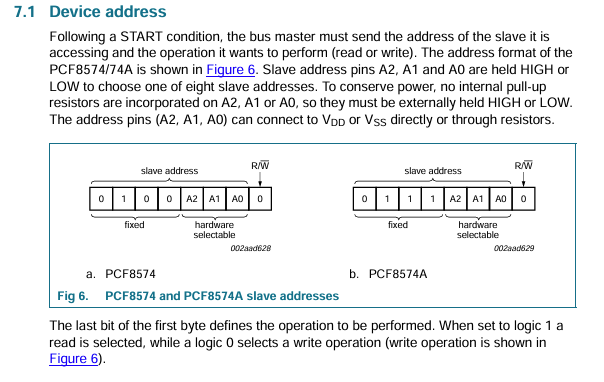 7.1 Device address
Following a START condition, the bus master must send the address of the slave it is
accessing and the operation it wants to perform (read or write). The address format of the
PCF8574/74A is shown in Figure 6. Slave address pins A2, A1 and A0 are held HIGH or
LOW to choose one of eight slave addresses. To conserve power, no internal pull-up
resistors are incorporated on A2, A1 or A0, so they must be externally held HIGH or LOW.
The address pins (A2, A1, A0) can connect to VDD or VSS directly or through resistors.
R/W̅
slave address
0 1 0 0 A2 A1 A0 0
fixed
hardware
selectable
002aad628
a. PCF8574
R/W̅
slave address
0 1 1 1 A2 A1 A0 0
fixed
hardware
selectable
002aad629
b. PCF8574A
Fig 6. PCF8574 and PCF8574A slave addresses
The last bit of the first byte defines the operation to be performed. When set to logic 1 a
read is selected, while a logic 0 selects a write operation (write operation is shown in
Figure 6).